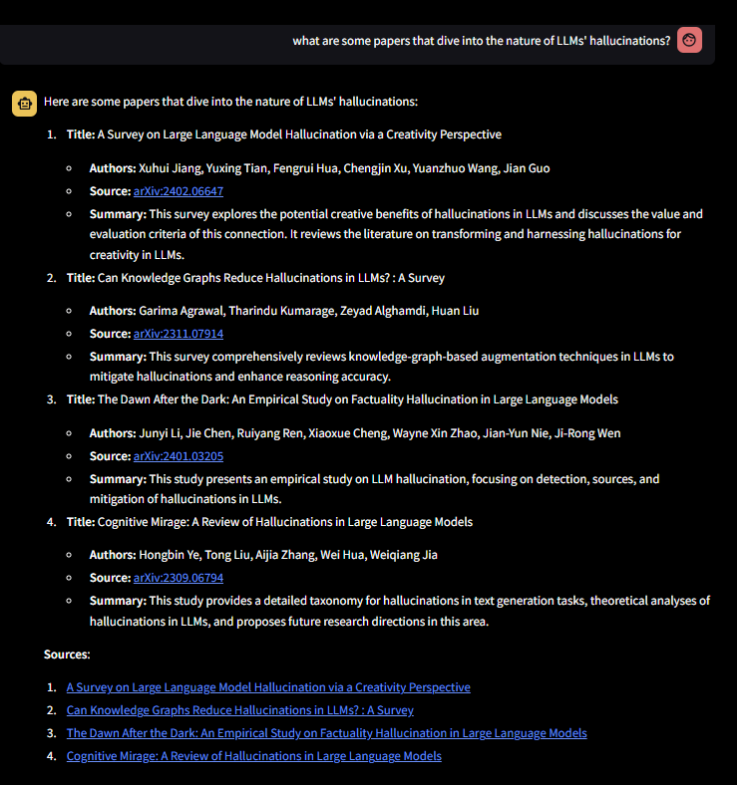 what are some papers that dive into the nature of LLMs' hallucinations?
Here are some papers that dive into the nature of LLMs' hallucinations:
1. Title: A Survey on Large Language Model Hallucination via a Creativity Perspective
Authors: Xuhui Jiang, Yuxing Tian, Fengrui Hua, Chengjin Xu, Yuanzhuo Wang, Jian Guo
Source: arXiv:2402.06647
Summary: This survey explores the potential creative benefits of hallucinations in LLMs and discusses the value and
evaluation criteria of this connection. It reviews the literature on transforming and harnessing hallucinations for
creativity in LLMs.
2. Title: Can Knowledge Graphs Reduce Hallucinations in LLMs? : A Survey
Authors: Garima Agrawal, Tharindu Kumarage, Zeyad Alghamdi, Huan Liu
Source: arXiv:2311.07914
Summary: This survey comprehensively reviews knowledge-graph-based augmentation techniques in LLMs to
mitigate hallucinations and enhance reasoning accuracy.
3. Title: The Dawn After the Dark: An Empirical Study on Factuality Hallucination in Large Language Models
Authors: Junyi Li, Jie Chen, Ruiyang Ren, Xiaoxue Cheng, Wayne Xin Zhao, Jian-Yun Nie, Ji-Rong Wen
Source: arXiv:2401.03205
Summary: This study presents an empirical study on LLM hallucination, focusing on detection, sources, and
mitigation of hallucinations in LLMs.
4. Title: Cognitive Mirage: A Review of Hallucinations in Large Language Models
Authors: Hongbin Ye, Tong Liu, Aijia Zhang, Wei Hua, Weiqiang Jia
Source: arXiv:2309.06794
Summary: This study provides a detailed taxonomy for hallucinations in text generation tasks, theoretical analyses of
hallucinations in LLMs, and proposes future research directions in this area.
Sources:
1. A Survey on Large Language Model Hallucination via a Creativity Perspective
2. Can Knowledge Graphs Reduce Hallucinations in LLMs? : A Survey
3. The Dawn After the Dark: An Empirical Study on Factuality Hallucination in Large Language Models
4. Cognitive Mirage: A Review of Hallucinations in Large Language Models